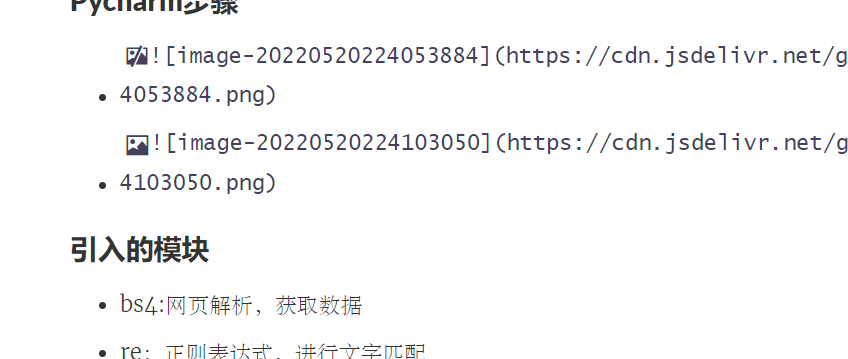 Pycharm步骤
![image-20220520224053884](https://cdn.jsdelivr.net/g
4053884.png)
![image-20220520224103050](https://cdn.jsdelivr.net/g
4103050.png)
引入的模块
bs4:网页解析，获取数据
re：正则表达式，进行文字匹配